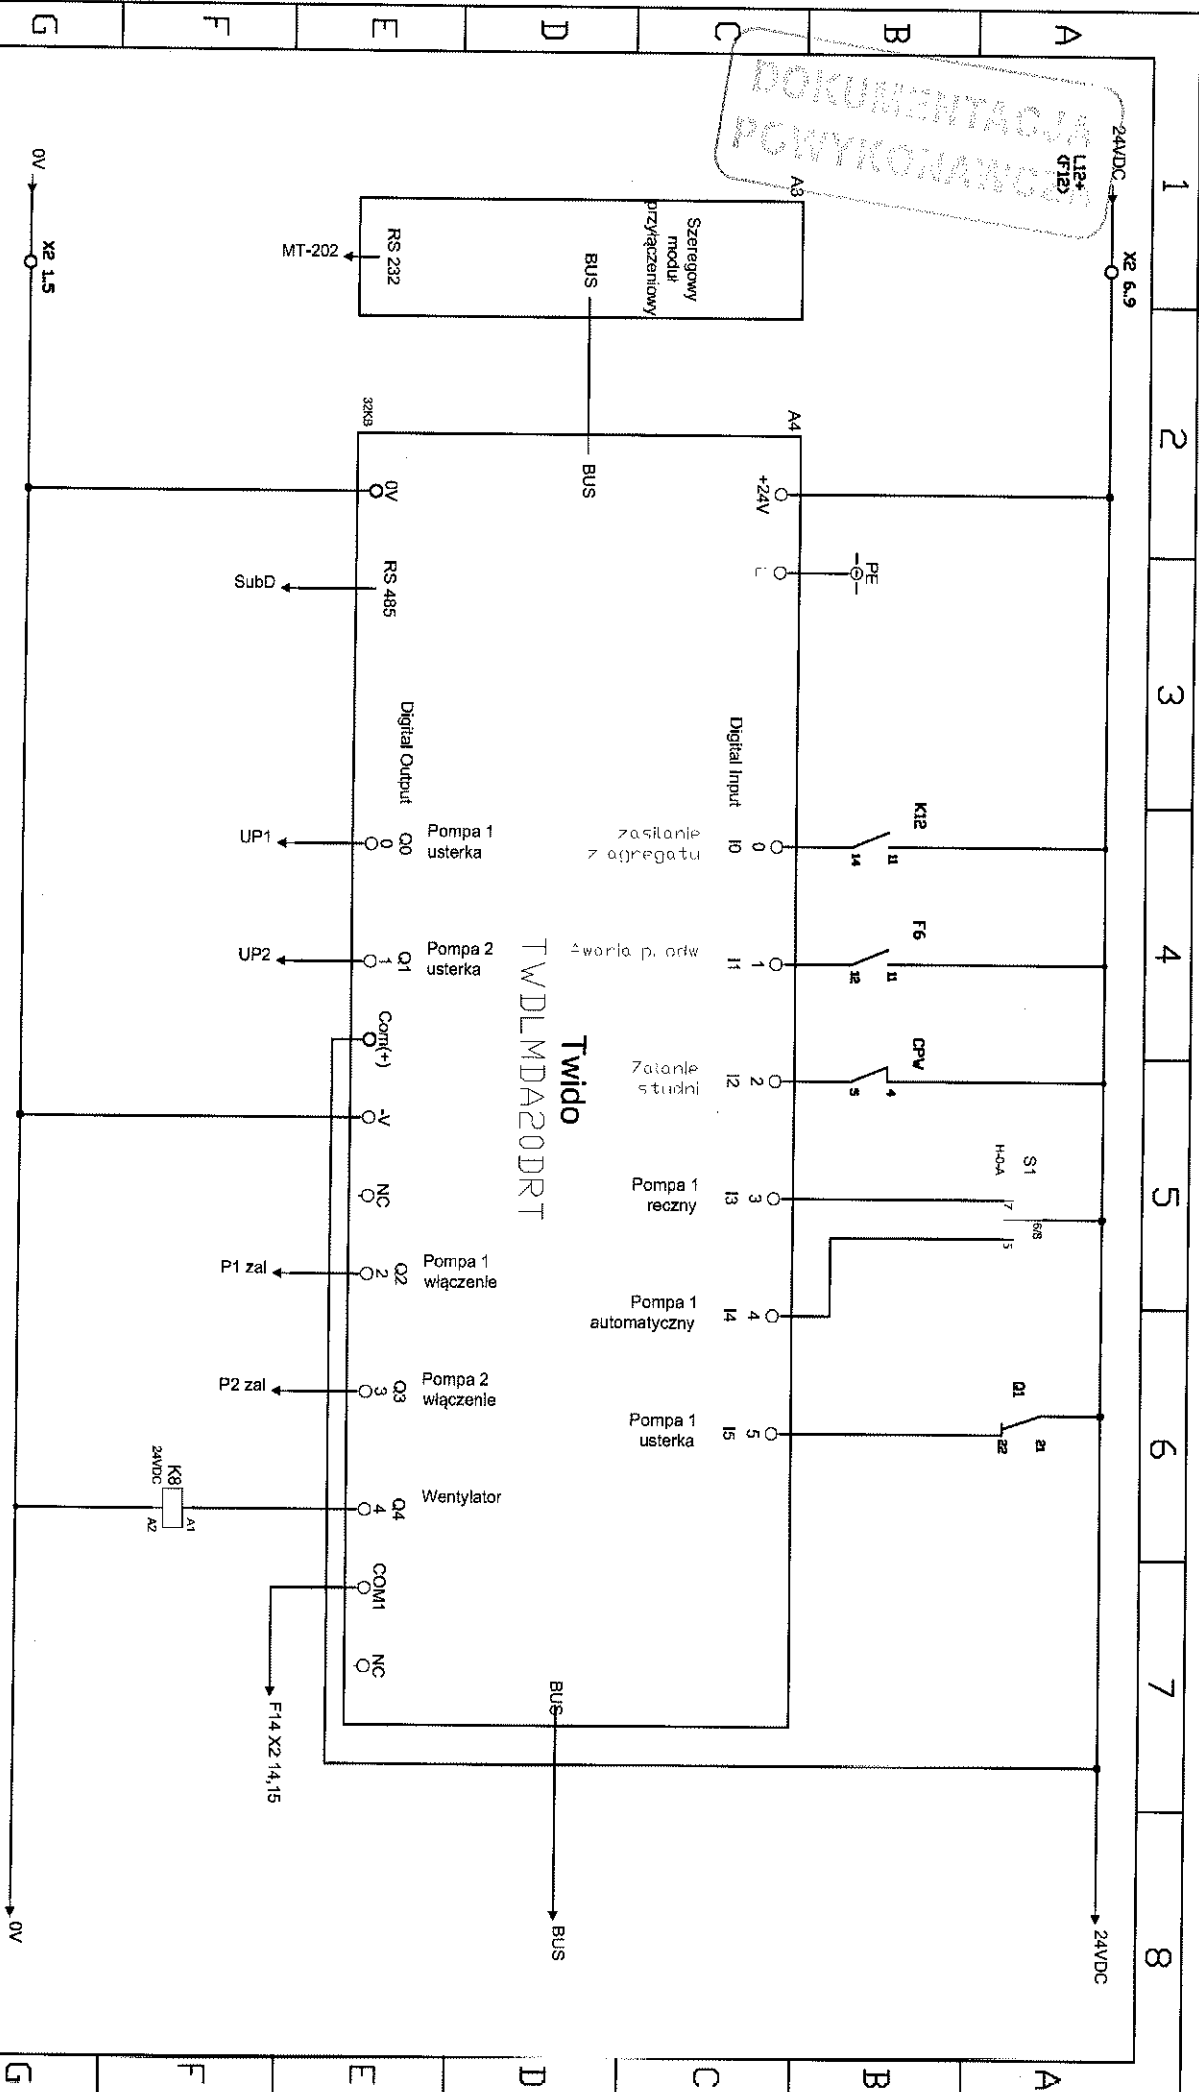 1
2
3
4
5
6
7
8
A
B
C
D
E
F
G
A
B
C
D
E
F
G
DOKUMENTACJA
POWYKONAWCZA
24VDC
L12+
(F12)
X2 6..9
24VDC
A3
Szeregowy
moduł
przyłączeniowy
BUS
RS 232
MT-202
A4
BUS
32KB
+24V
PE
Digital Input
K12
11
14
0
I0
zasilanie
z agregatu
F6
11
12
1
I1
Awaria p. odw
CPW
4
5
2
I2
Zalanie
studni
S1
H-0-A
7
6/8
5
3
I3
Pompa 1
reczny
4
I4
Pompa 1
automatyczny
Q1
21
22
5
I5
Pompa 1
usterka
Twido
TWDLMDA20DRT
BUS
BUS
0V
RS 485
SubD
Digital Output
Pompa 1
usterka
Q0
0
UP1
Pompa 2
usterka
Q1
1
UP2
Com(+)
-V
NC
Pompa 1
włączenie
Q2
2
P1 zal
Pompa 2
włączenie
Q3
3
P2 zal
Wentylator
Q4
4
K8
24VDC
A1
A2
COM1
F14 X2 14,15
NC
0V
X2 1..5
0V